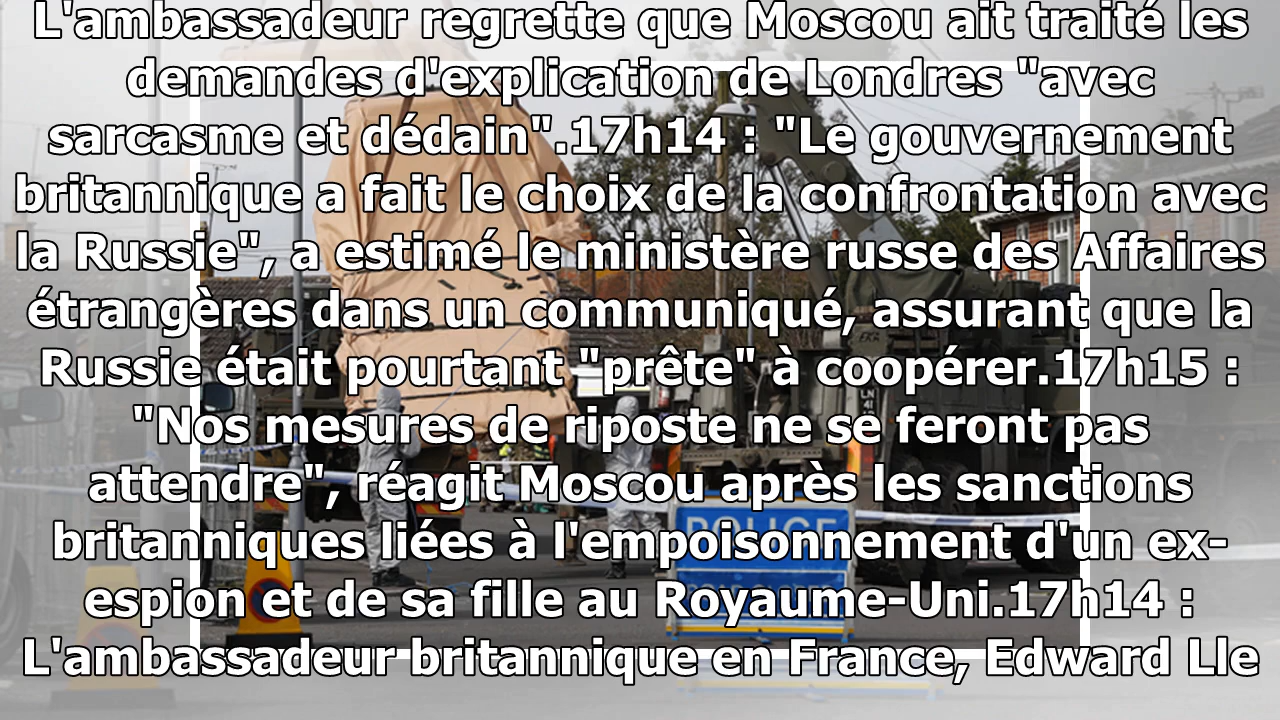 L'ambassadeur regrette que Moscou ait traité les
demandes d'explication de Londres "avec
sarcasme et dédain".17h14 : "Le gouvernement
britannique a fait le choix de la confrontation avec
la Russie", a estimé le ministère russe des Affaires
étrangères dans un communiqué, assurant que la
Russie était pourtant "prête" à coopérer.17h15 :
"Nos mesures de riposte ne se feront pas
attendre", réagit Moscou après les sanctions
britanniques liées à l'empoisonnement d'un ex-
espion et de sa fille au Royaume-Uni.17h14 :
L'ambassadeur britannique en France, Edward Lle
POLICE